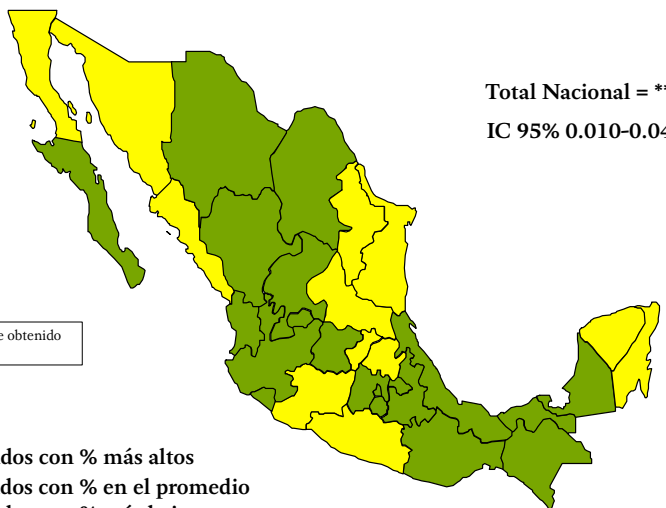 Total Nacional = **
IC 95% 0.010-0.04
e obtenido
dos con % más altos
dos con % en el promedio